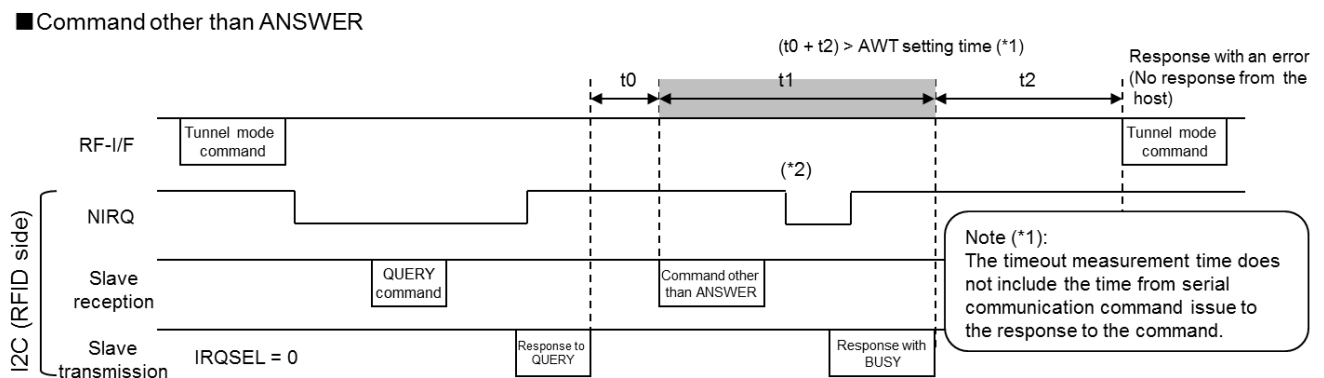 ■Command other than ANSWER
(t0 + t2) > AWT setting time (*1)
Response with an error
(No response from the
host)
t0
t1
t2
RF-I/F
Tunnel mode
command
Tunnel mode
command
(*2)
NIRQ
I2C (RFID side)
Slave
reception
QUERY
command
Command other
than ANSWER
Note (*1):
The timeout measurement time does
not include the time from serial
communication command issue to
the response to the command.
Slave
transmission
IRQSEL = 0
Response to
QUERY
Response with
BUSY